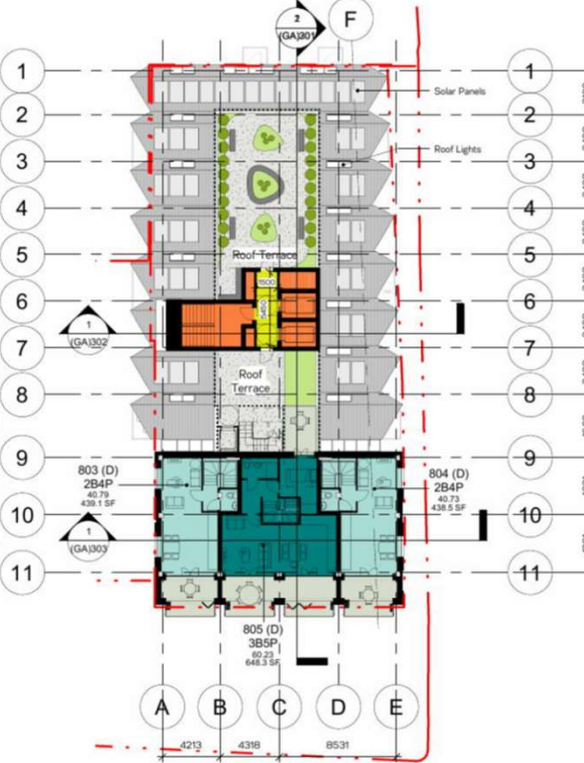 2
(GA)301
F
1
1
Solar Panels
2
2
Roof Lights
3
3
4
4
5
5
Roof Terrace
1500
5450
6
6
1
(GA)302
7
7
Roof
Terrace
8
8
9
9
803 (D)
2B4P
40.79
439.1 SF
804 (D)
2B4P
40.73
438.5 SF
10
10
1
(GA)303
11
11
805 (D)
3B5P
60.23
648.3 SF
A
B
C
D
E
4213
4318
8531